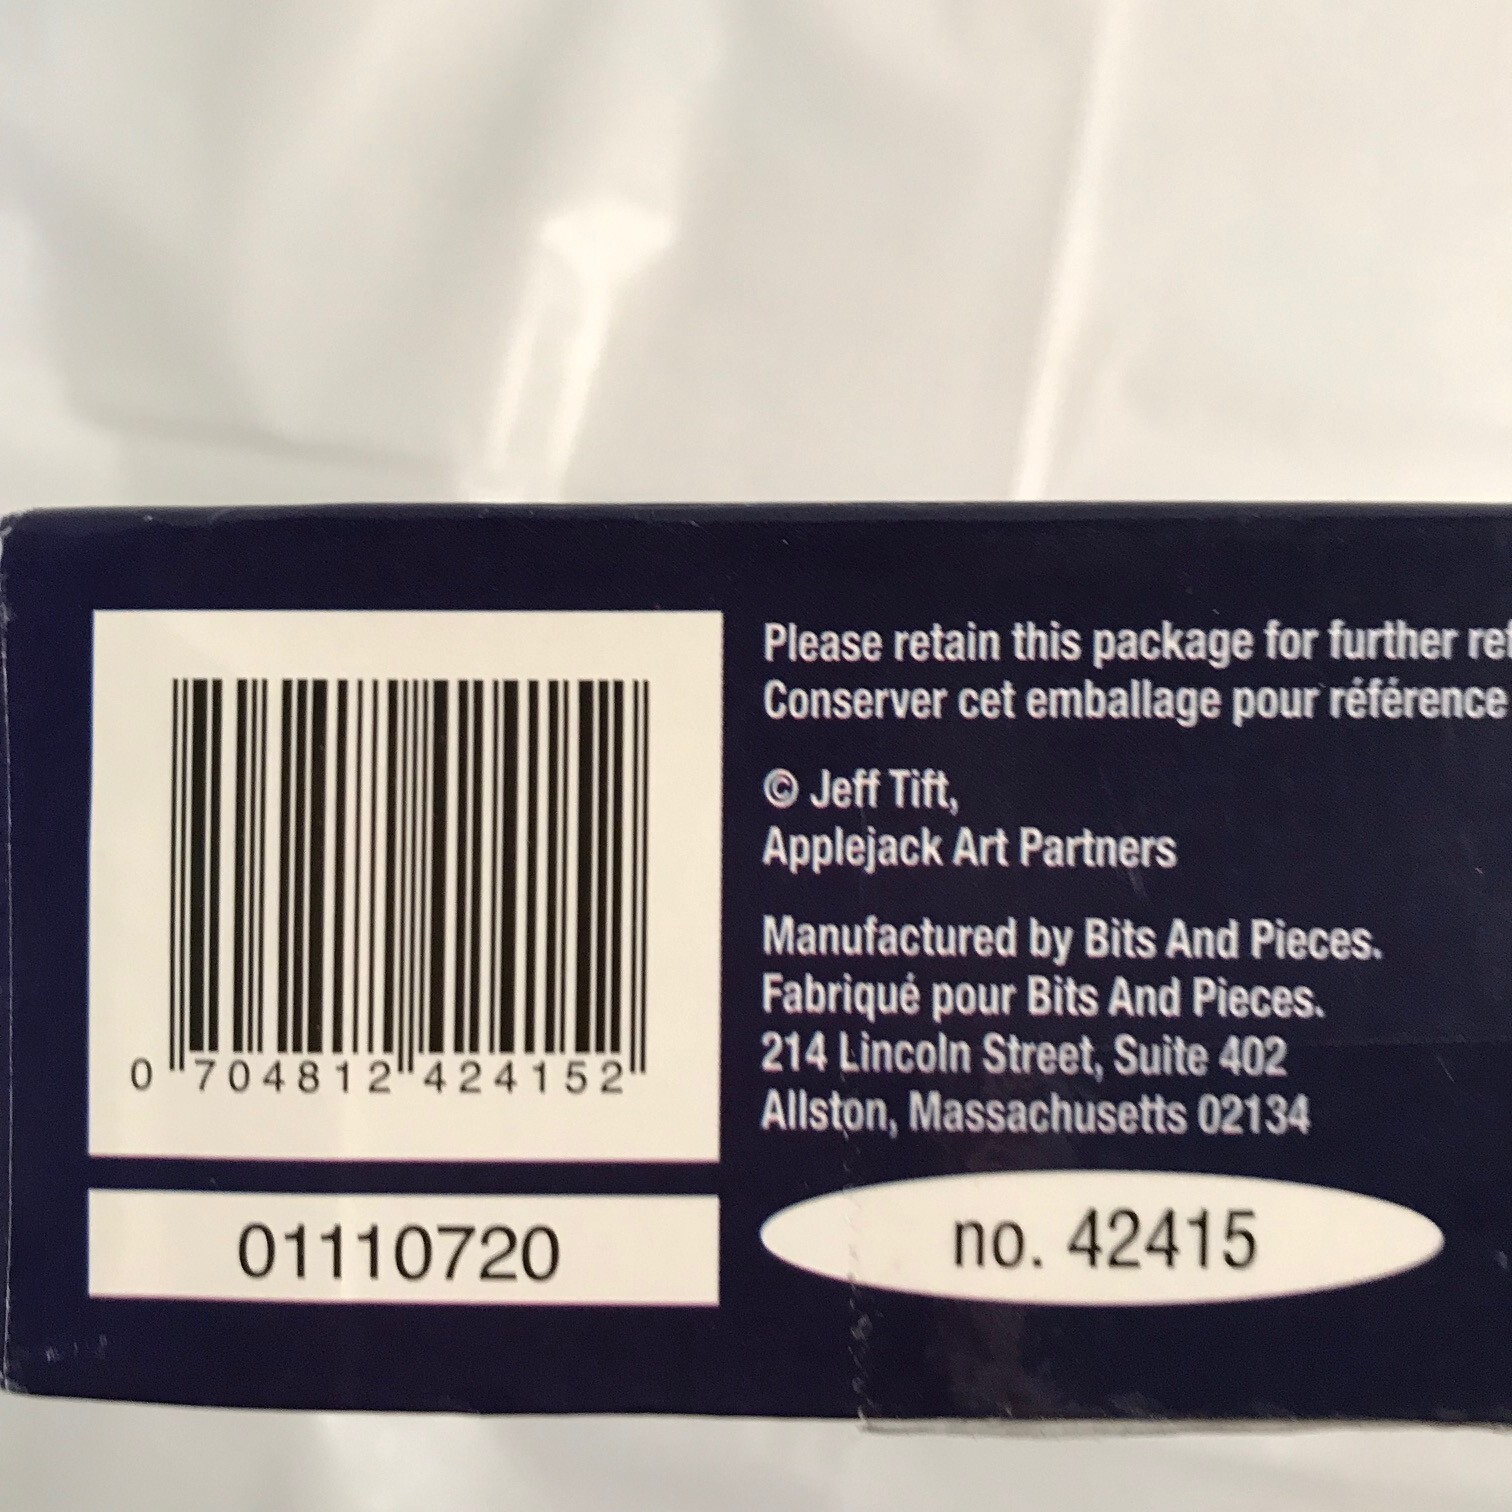 Please retain this package for further
Conserver cet emballage pour référence
© Jeff Tift,
Applejack Art Partners
Manufactured by Bits And Pieces.
Fabriqué pour Bits And Pieces.
214 Lincoln Street, Suite 402
Allston, Massachusetts 02134
0 704812 424152
01110720
no. 42415